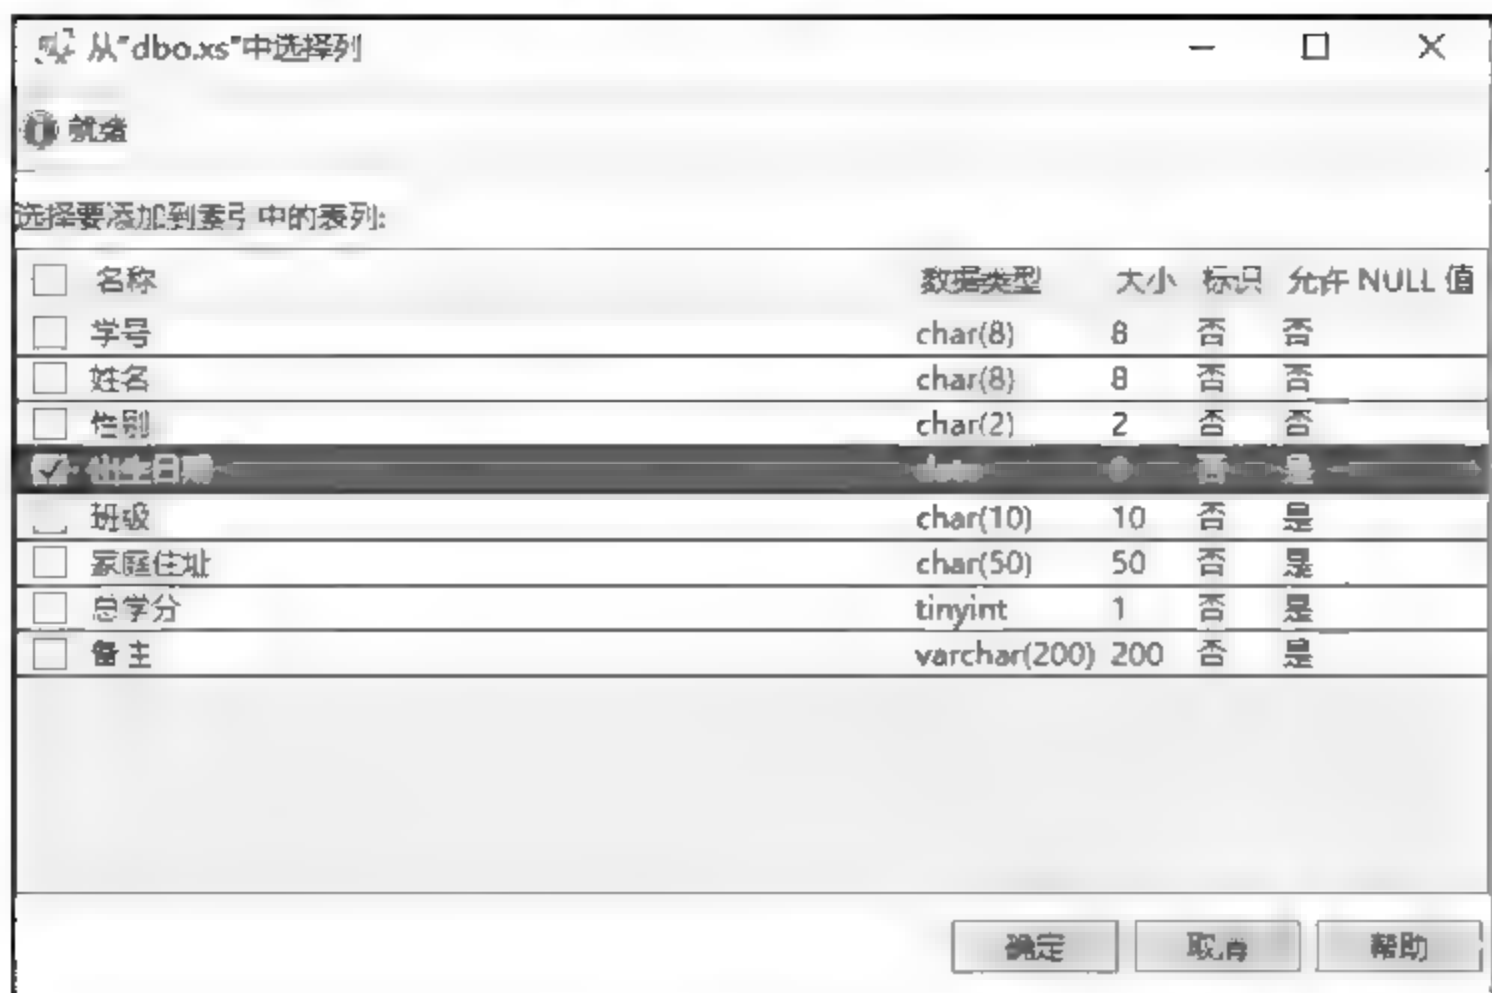 从"dbo.xs"中选择列
就绪
选择要添加到索引中的表列:
名称 数据类型 大小 标识 允许 NULL 值
学号 char(8) 8 否 否
姓名 char(8) 8 否 否
性别 char(2) 2 否 否
出生日期 否 是
班级 char(10) 10 否 是
家庭住址 char(50) 50 否 是
总学分 tinyint 1 否 是
备主 varchar(200) 200 否 是
确定 取消 帮助